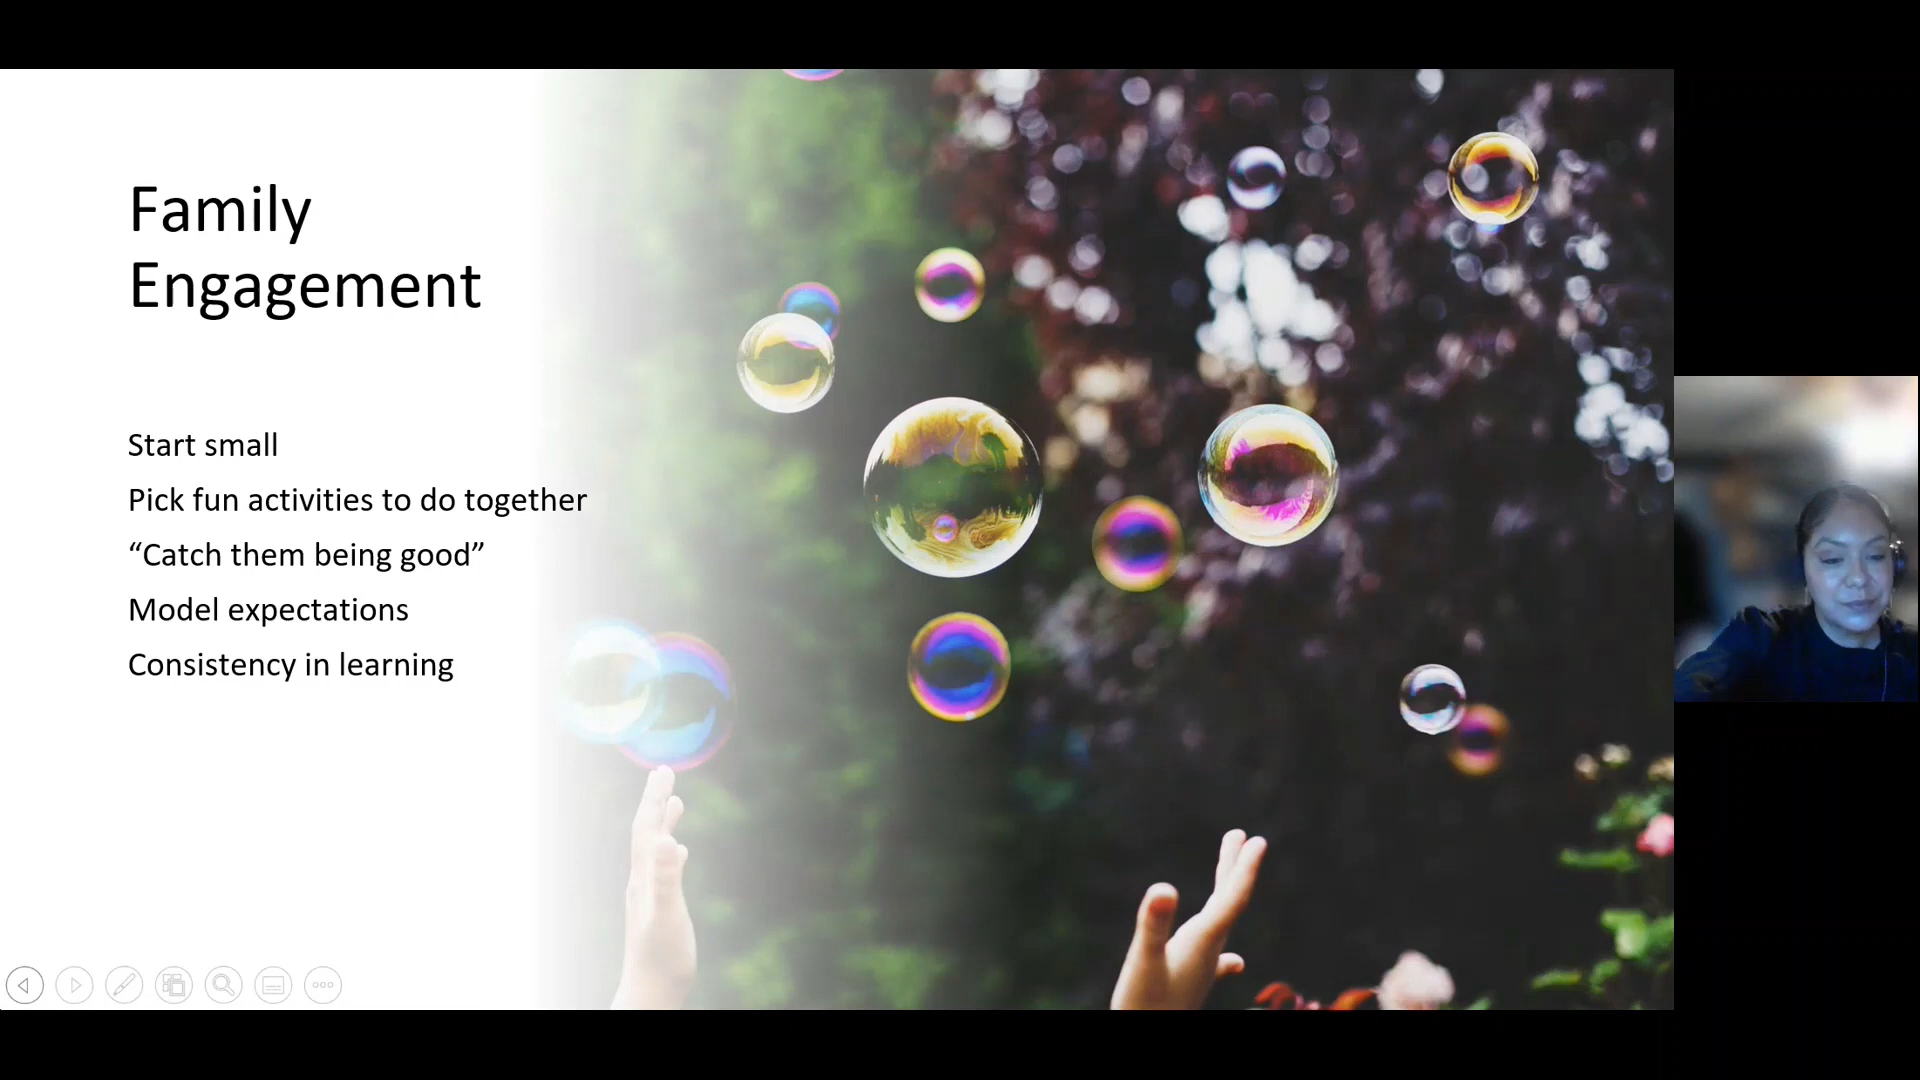 Family
Engagement
Start small
Pick fun activities to do together
“Catch them being good”
Model expectations
Consistency in learning